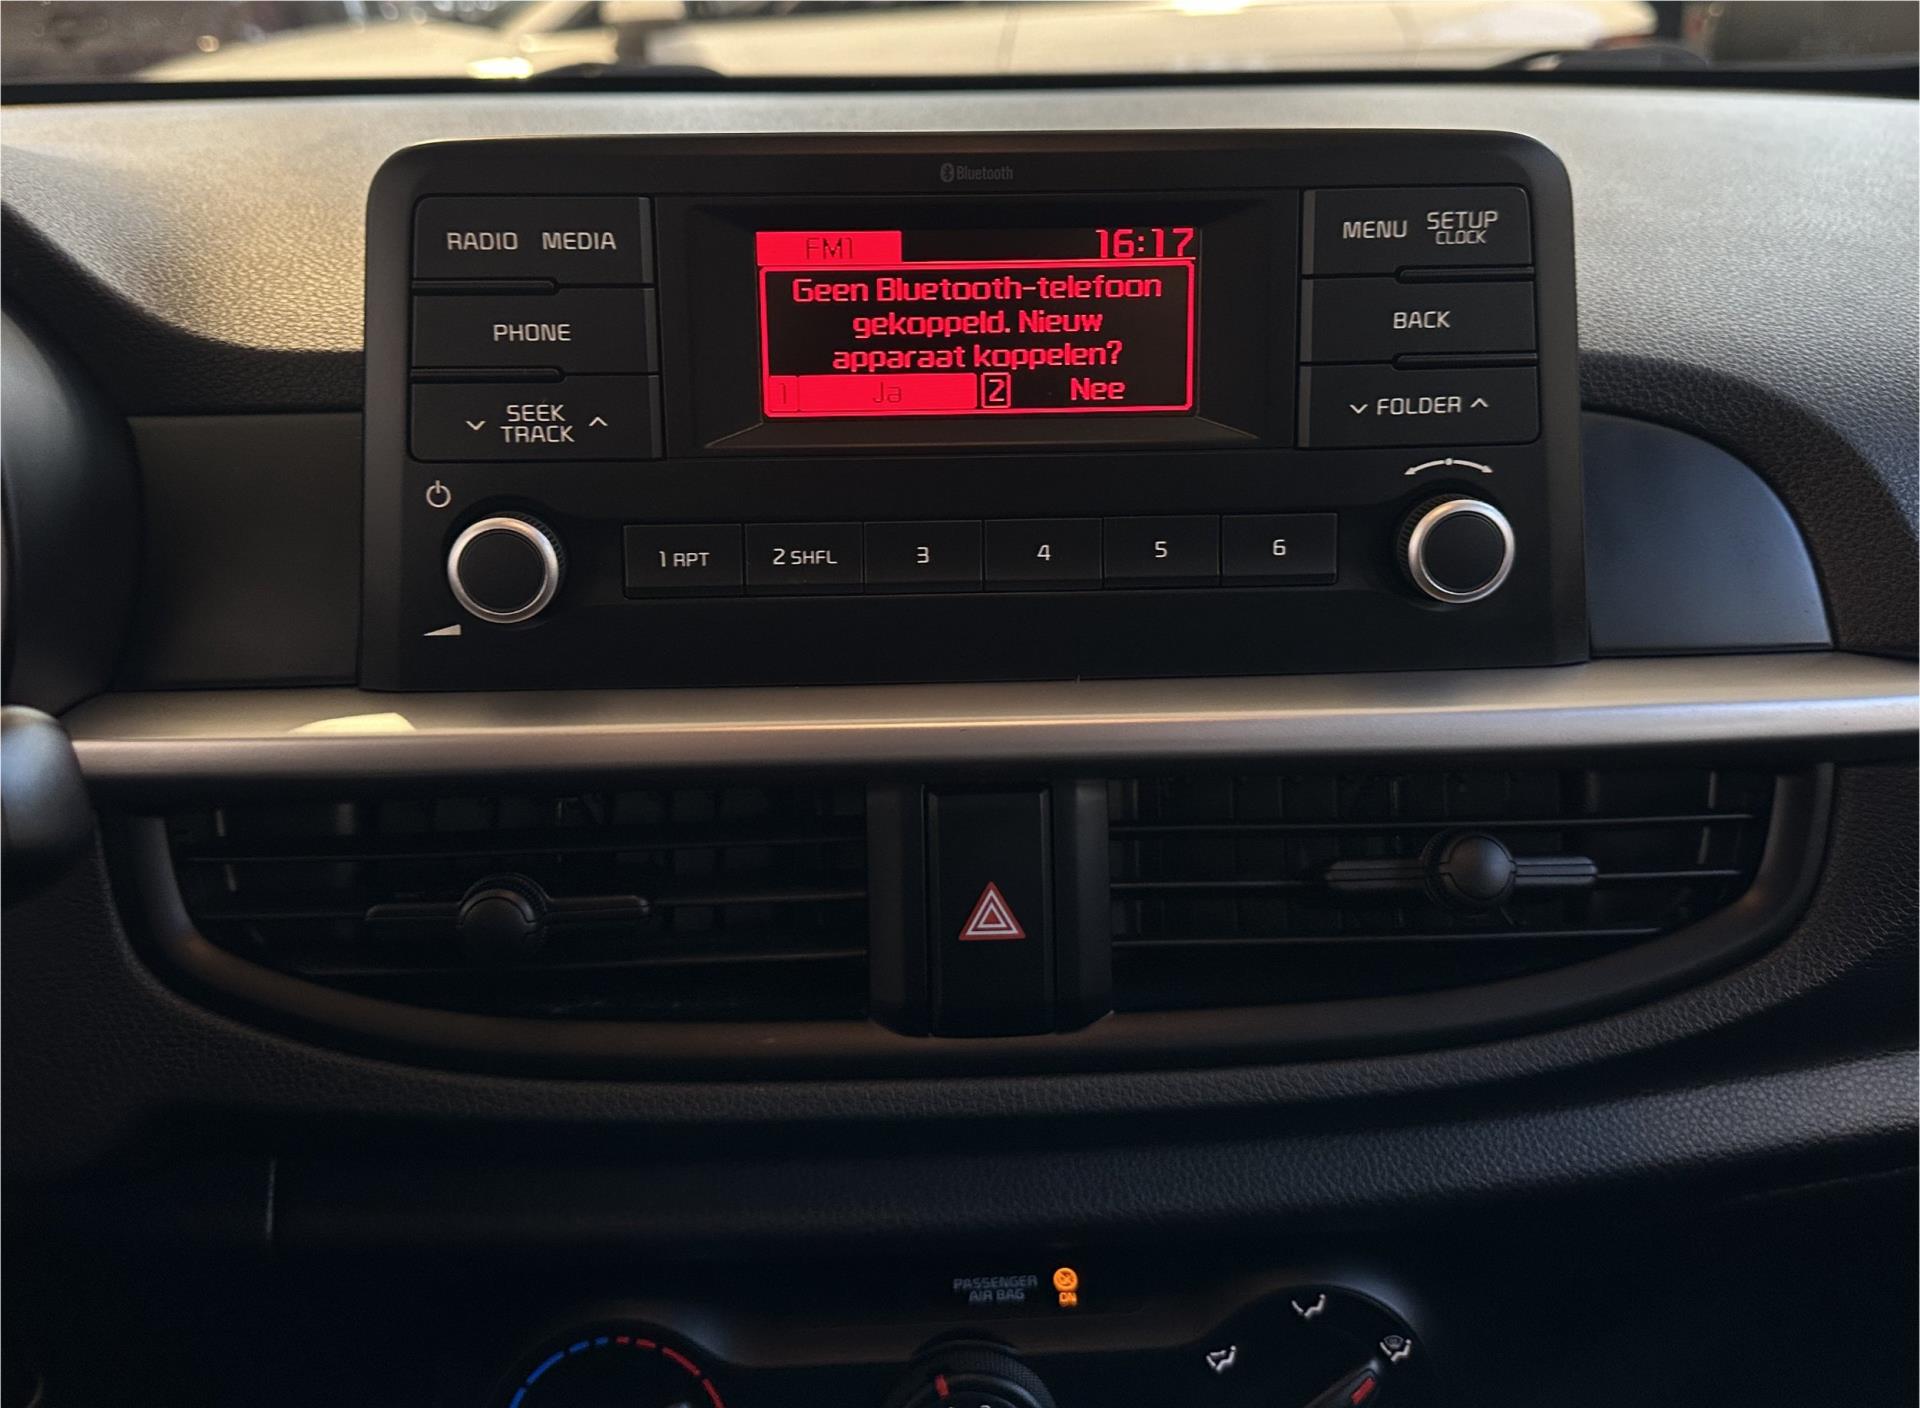 Bluetooth
RADIO MEDIA
PHONE
SEEK
TRACK
FM1 16:17
Geen Bluetooth-telefoon
gekoppeld. Nieuw
apparaat koppelen?
1 Ja 2 Nee
MENU SETUP
CLOCK
BACK
FOLDER
1 RPT 2 SHFL 3 4 5 6
PASSENGER
AIR BAG
ON